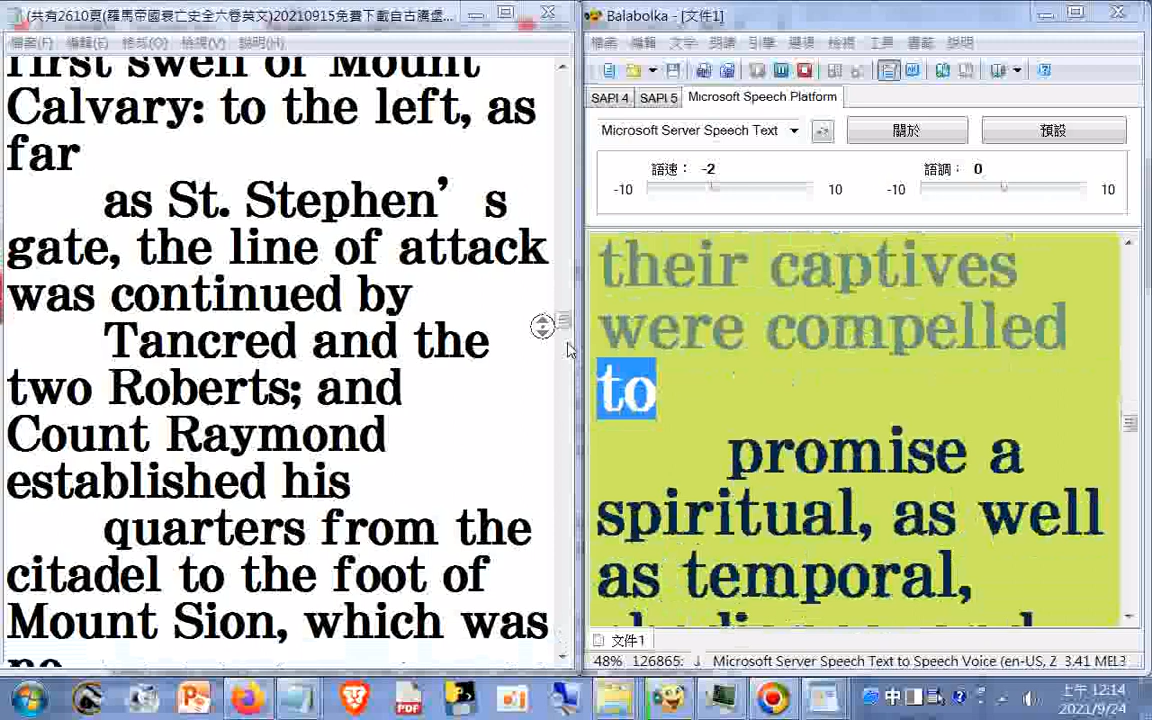 (共有2610頁(羅馬帝國衰亡史全六卷英文)20210915免費下載自古騰堡...
檔案(F) 編輯(E) 格式(O) 檢視(V) 說明(H)
first swell of Mount
Calvary: to the left, as
far
as St. Stephen’s
gate, the line of attack
was continued by
Tancred and the
two Roberts; and
Count Raymond
established his
quarters from the
citadel to the foot of
Mount Sion, which was
no
Balabolka - [文件1]
檔案 編輯 文字 朗讀 引擎 選項 檢視 工具 書籤 說明
SAPI 4 SAPI 5 Microsoft Speech Platform
Microsoft Server Speech Text 關於 預設
語速: -2 語調: 0
-10 10 -10 10
their captives
were compelled
to
promise a
spiritual, as well
as temporal,
obedience, and
文件1
48% 126865: Microsoft Server Speech Text to Speech Voice (en-US, Z 3.41 МЕЛЗ
PDF 中 上午 12:14
2021/9/24